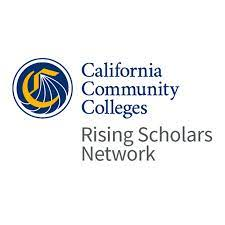 California
Community
Colleges
Rising Scholars
Network